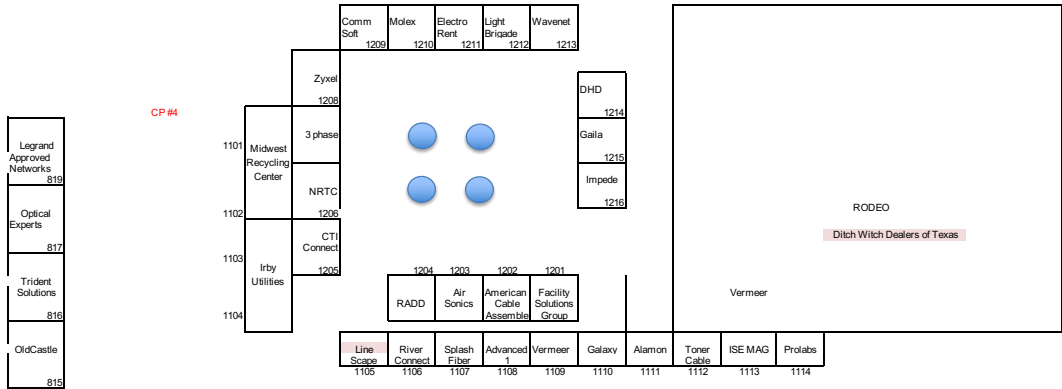 Comm
Soft
1209
Molex
1210
Electro
Rent
1211
Light
Brigade
1212
Wavenet
1213
Zyxel
1208
DHD
1214
CP #4
3 phase
Gaila
1215
1101
Midwest
Recycling
Center
Legrand
Approved
Networks
819
Impede
1216
NRTC
1206
1102
RODEO
Ditch Witch Dealers of Texas
Optical
Experts
817
CTI
Connect
1205
1103
Irby
Utilities
1204
1203
1202
1201
Trident
Solutions
816
RADD
Air
Sonics
American
Cable
Assemble
Facility
Solutions
Group
Vermeer
1104
OldCastle
815
Line
Scape
1105
River
Connect
1106
Splash
Fiber
1107
Advanced
1
1108
Vermeer
1109
Galaxy
1110
Alamon
1111
Toner
Cable
1112
ISE MAG
1113
Prolabs
1114